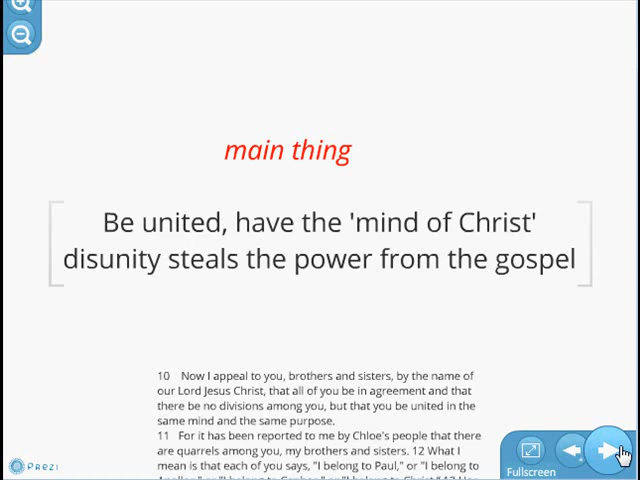 main thing
Be united, have the 'mind of Christ'
disunity steals the power from the gospel
10 Now I appeal to you, brothers and sisters, by the name of
our Lord Jesus Christ, that all of you be in agreement and that
there be no divisions among you, but that you be united in the
same mind and the same purpose.
11 For it has been reported to me by Chloe's people that there
are quarrels among you, my brothers and sisters. 12 What I
mean is that each of you says, "I belong to Paul," or "I belong to
Prezi
Fullscreen